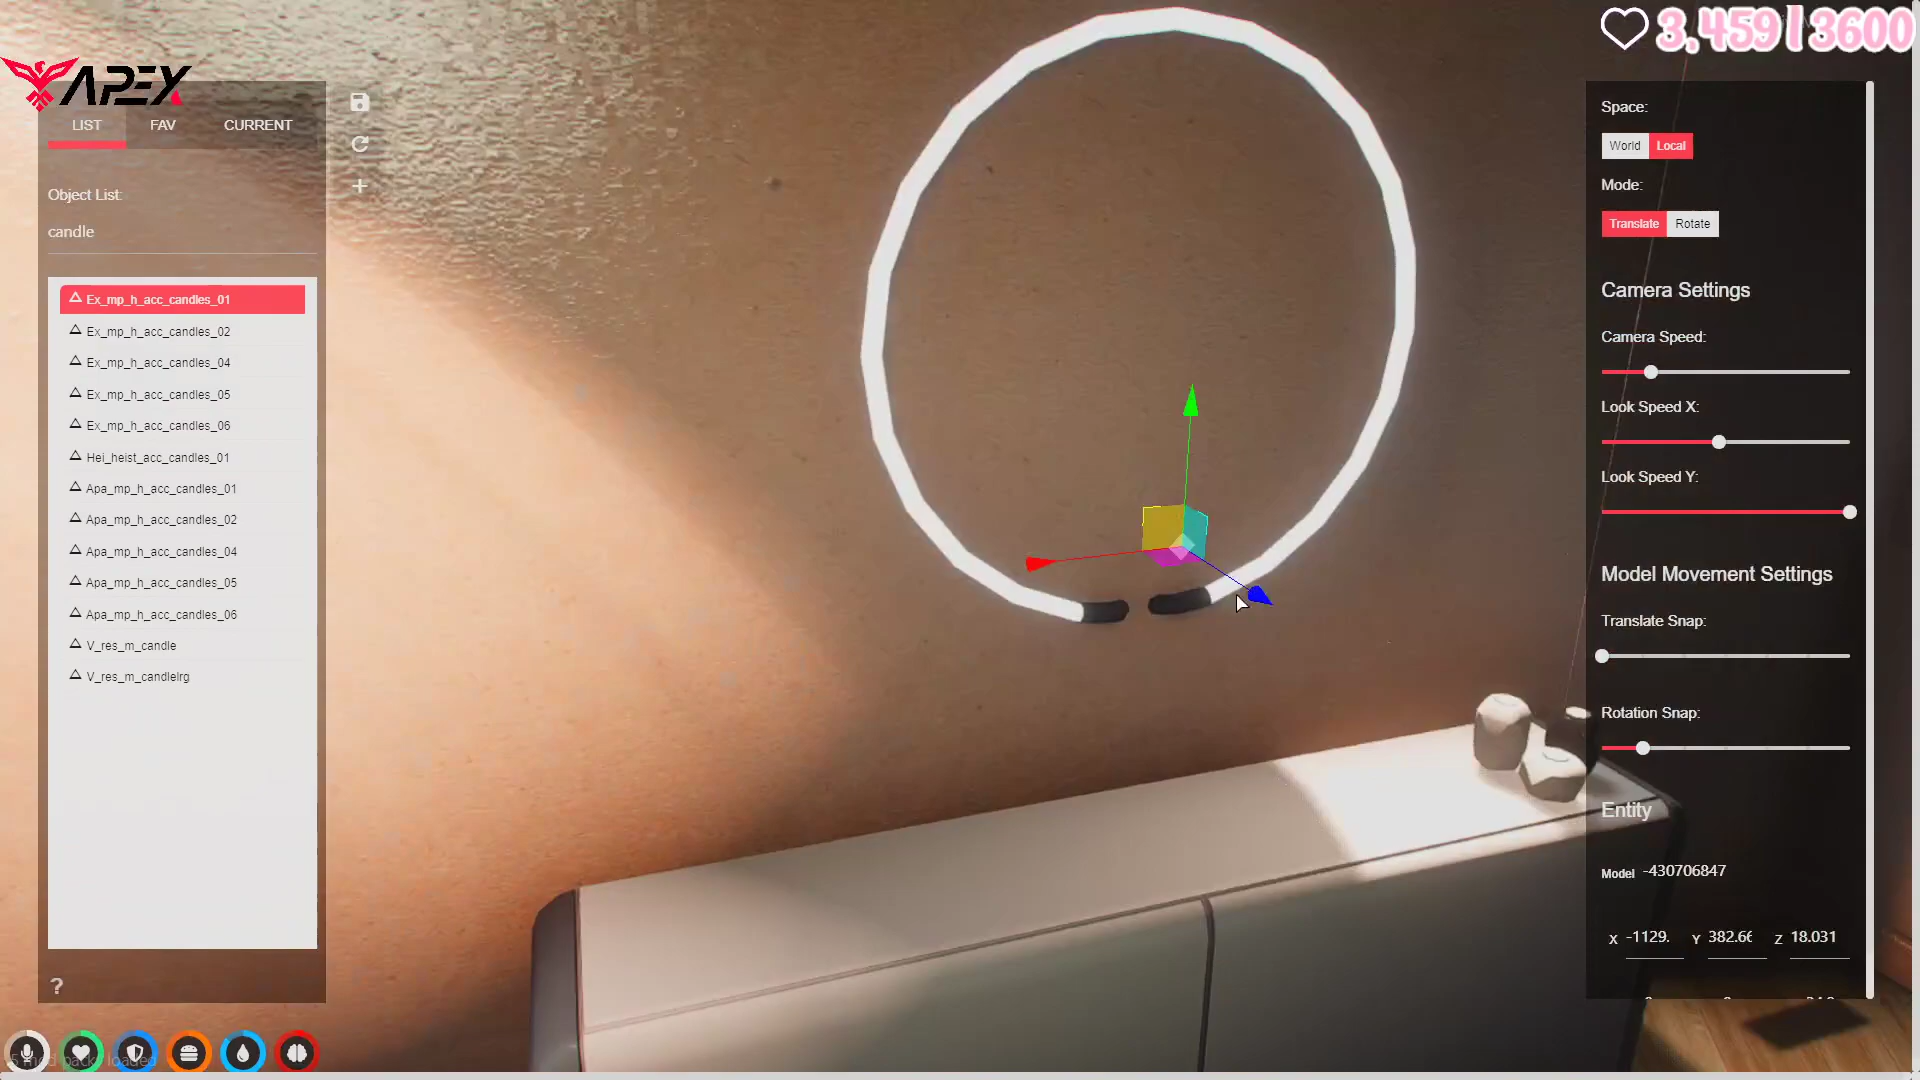 3,459|3600
APEX
LIST
FAV
CURRENT
Object List:
candle
Ex_mp_h_acc_candles_01
Ex_mp_h_acc_candles_02
Ex_mp_h_acc_candles_04
Ex_mp_h_acc_candles_05
Ex_mp_h_acc_candles_06
Hei_heist_acc_candles_01
Apa_mp_h_acc_candles_01
Apa_mp_h_acc_candles_02
Apa_mp_h_acc_candles_04
Apa_mp_h_acc_candles_05
Apa_mp_h_acc_candles_06
V_res_m_candle
V_res_m_candlelrg
?
Space:
World Local
Mode:
Translate Rotate
Camera Settings
Camera Speed:
Look Speed X:
Look Speed Y:
Model Movement Settings
Translate Snap:
Rotation Snap:
Entity
Model -430706847
X -1129. Y 382.66 Z 18.031